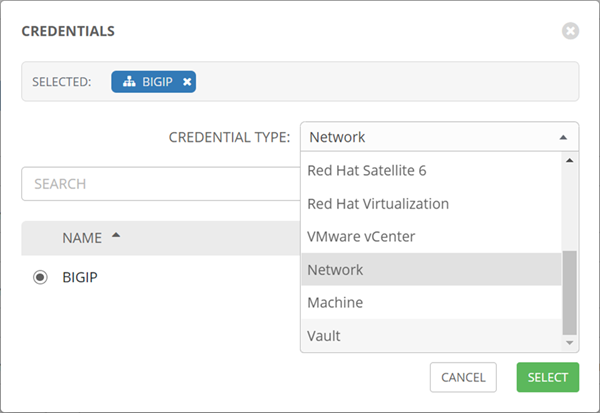 CREDENTIALS
SELECTED: BIGIP
CREDENTIAL TYPE: Network
Red Hat Satellite 6
SEARCH
Red Hat Virtualization
NAME
VMware vCenter
BIGIP
Network
Machine
Vault
CANCEL SELECT